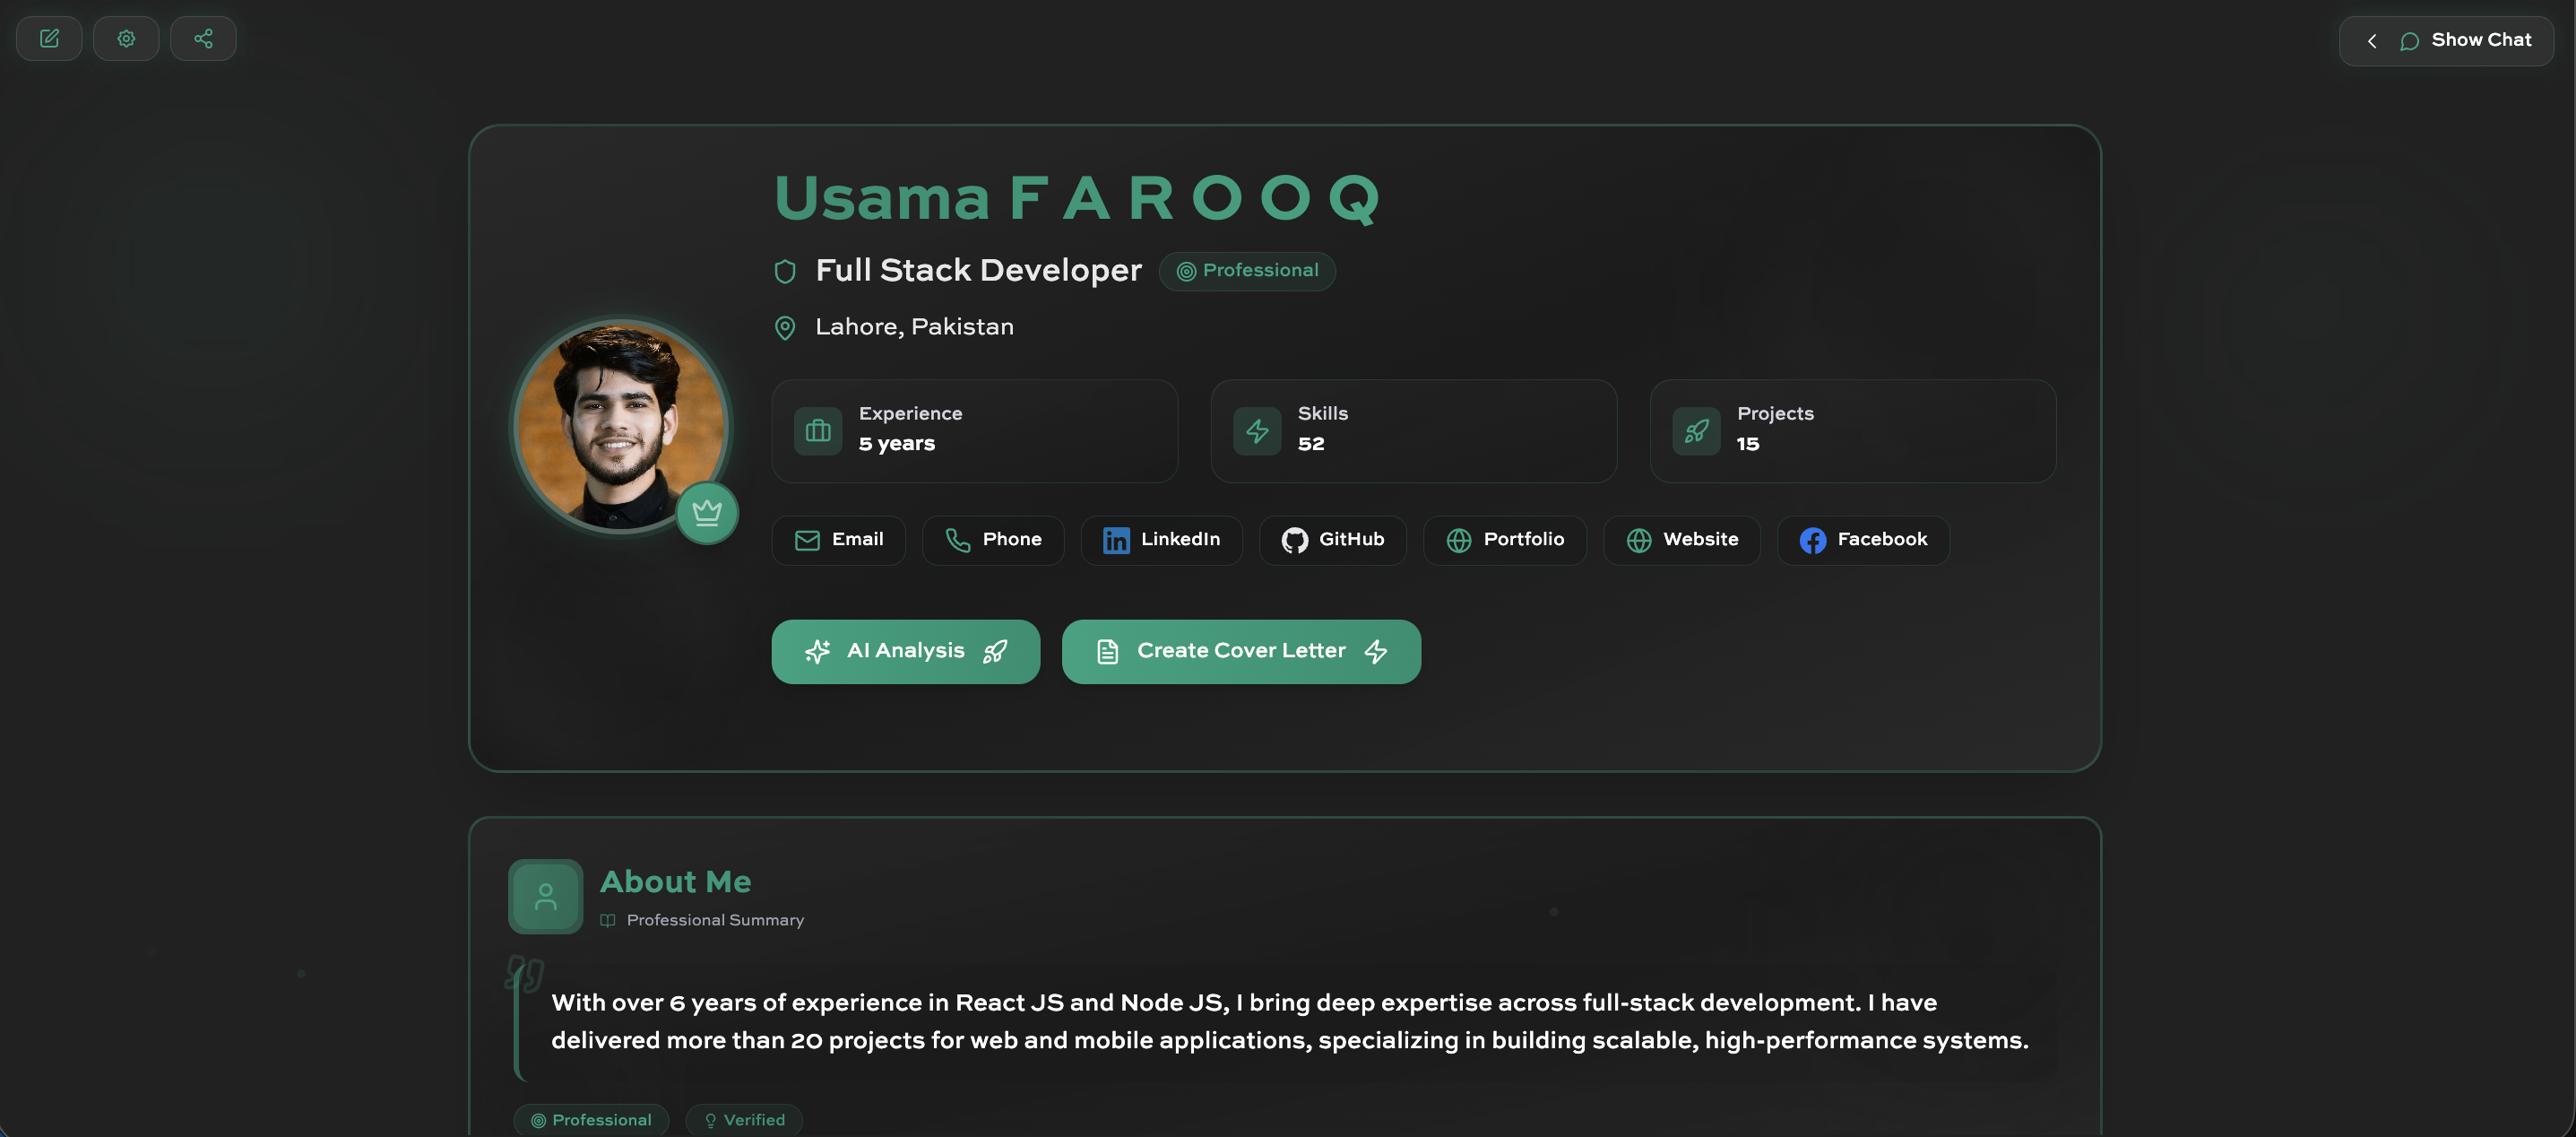 Show Chat
Usama F A R O O Q
Full Stack Developer
Professional
Lahore, Pakistan
Experience
5 years
Skills
52
Projects
15
Email
Phone
LinkedIn
GitHub
Portfolio
Website
Facebook
AI Analysis
Create Cover Letter
About Me
Professional Summary
With over 6 years of experience in React JS and Node JS, I bring deep expertise across full-stack development. I have
delivered more than 20 projects for web and mobile applications, specializing in building scalable, high-performance systems.
Professional
Verified